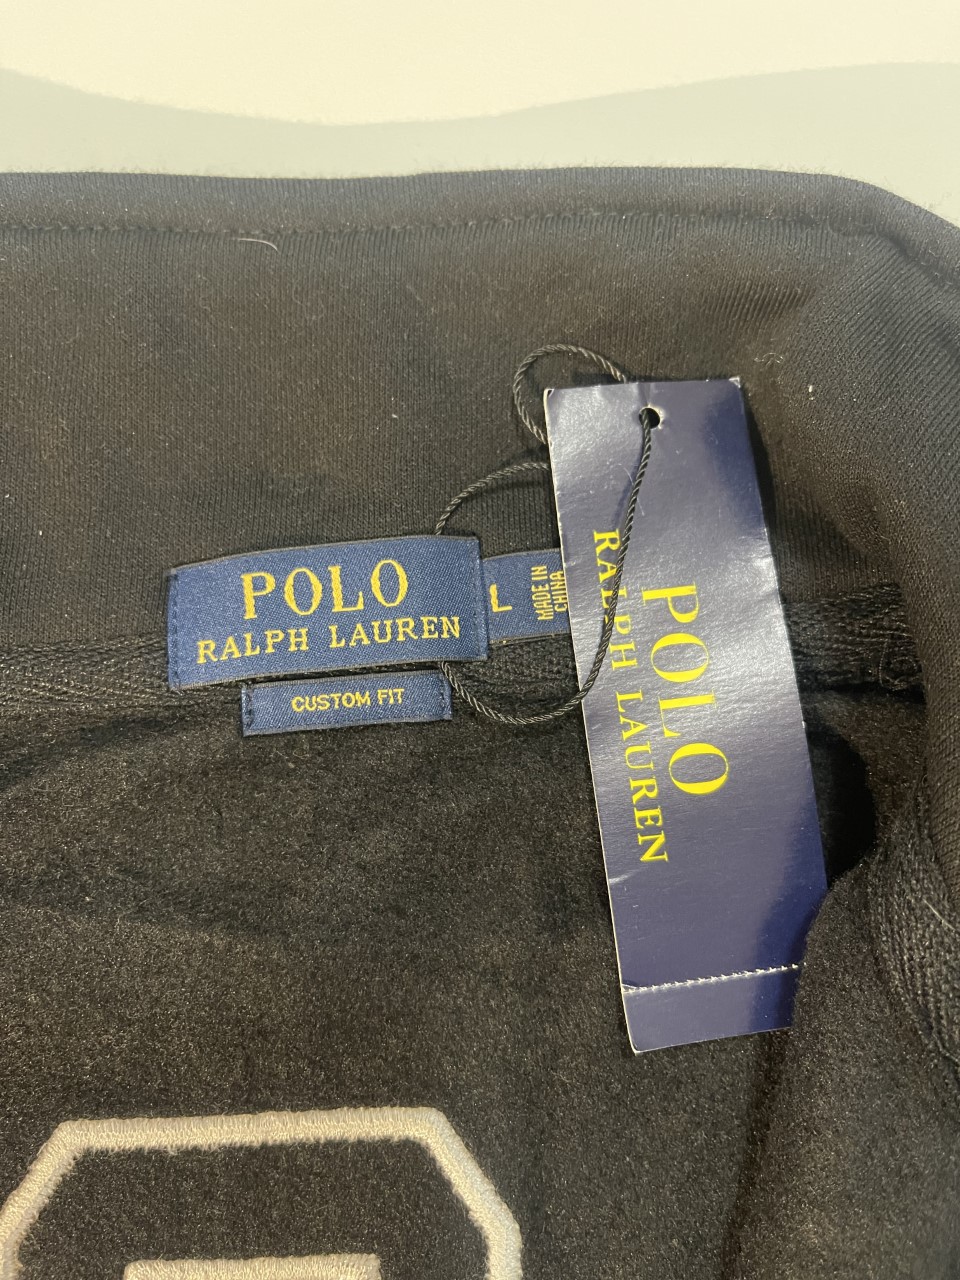 POLO
RALPH LAUREN
L
MADE IN
CHINA
CUSTOM FIT
POLO
RALPH LAUREN